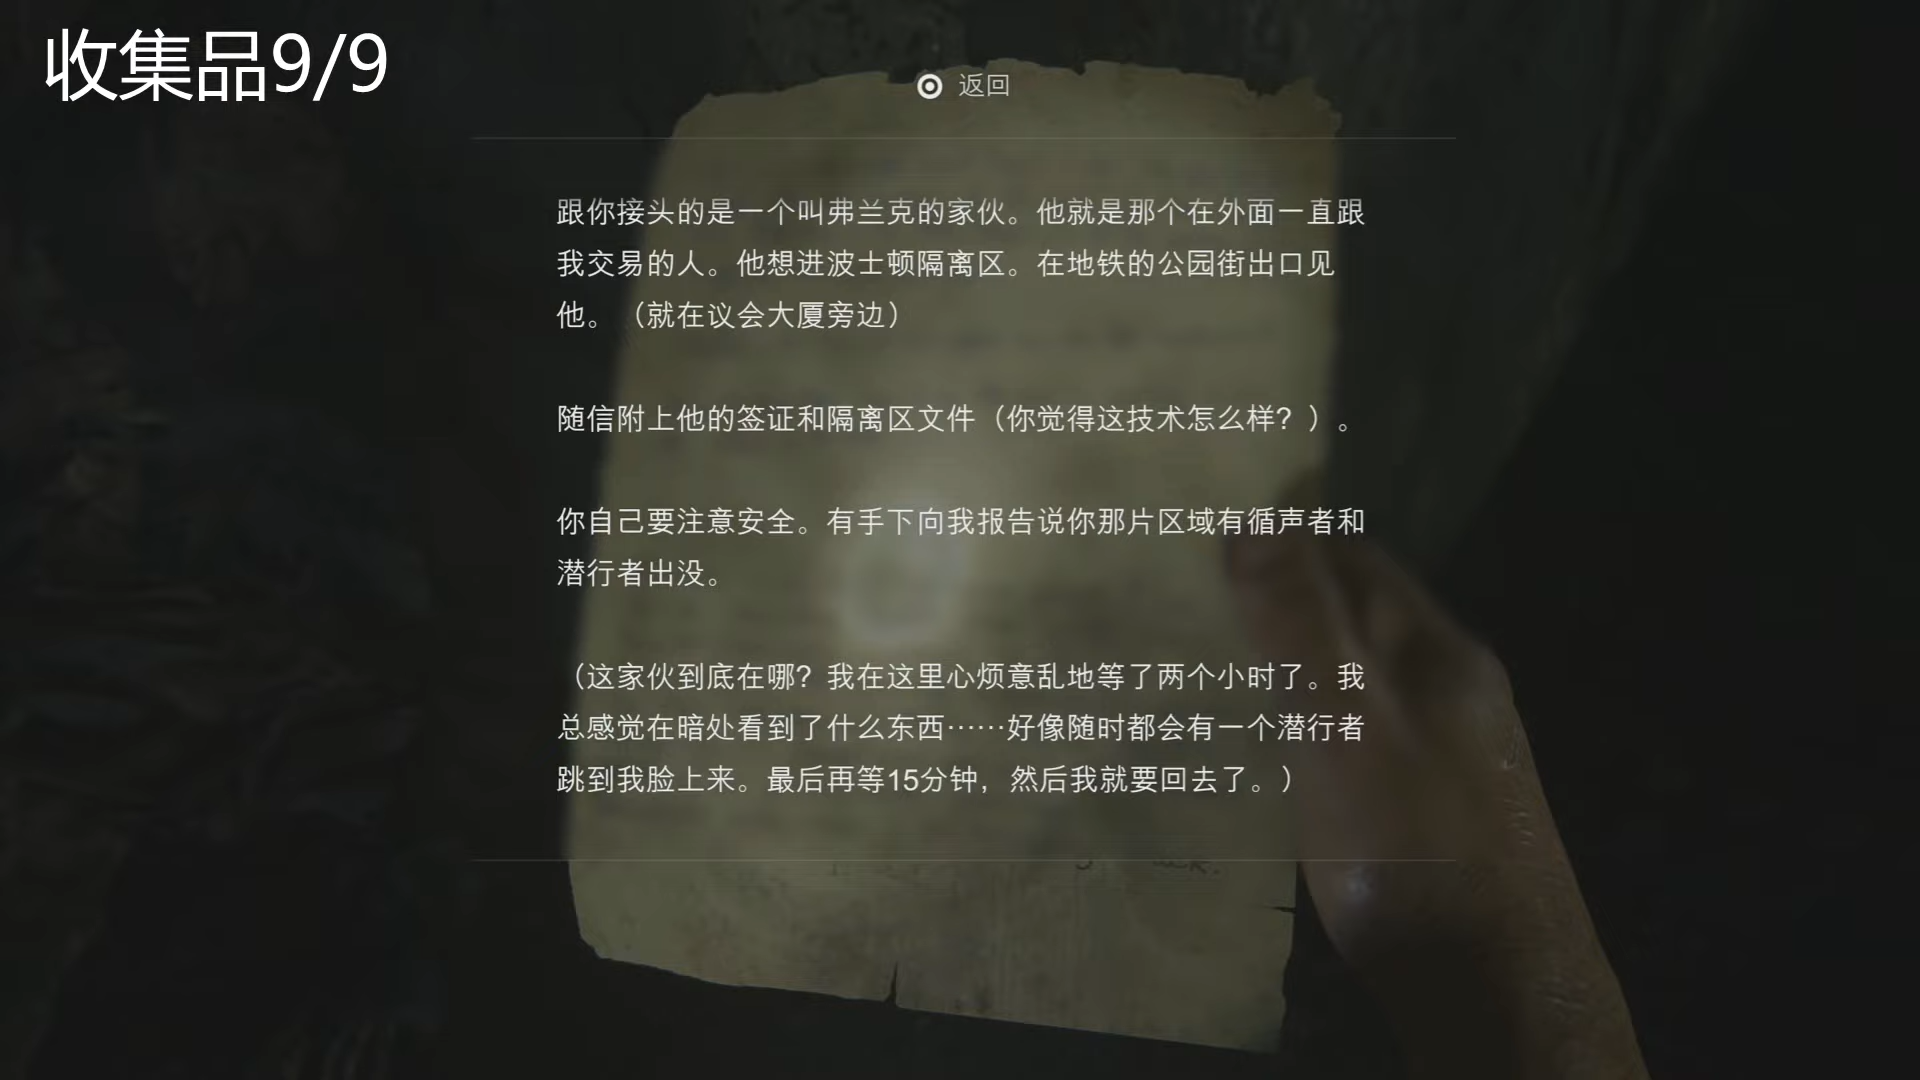 收集品9/9
返回
跟你接头的是一个叫弗兰克的家伙。他就是那个在外面一直跟
我交易的人。他想进波士顿隔离区。在地铁的公园街出口见
他。（就在议会大厦旁边）
随信附上他的签证和隔离区文件（你觉得这技术怎么样？）。
你自己要注意安全。有手下向我报告说你那片区域有循声者和
潜行者出没。
（这家伙到底在哪？我在这里心烦意乱地等了两个小时了。我
总感觉在暗处看到了什么东西……好像随时都会有一个潜行者
跳到我脸上来。最后再等15分钟，然后我就要回去了。）